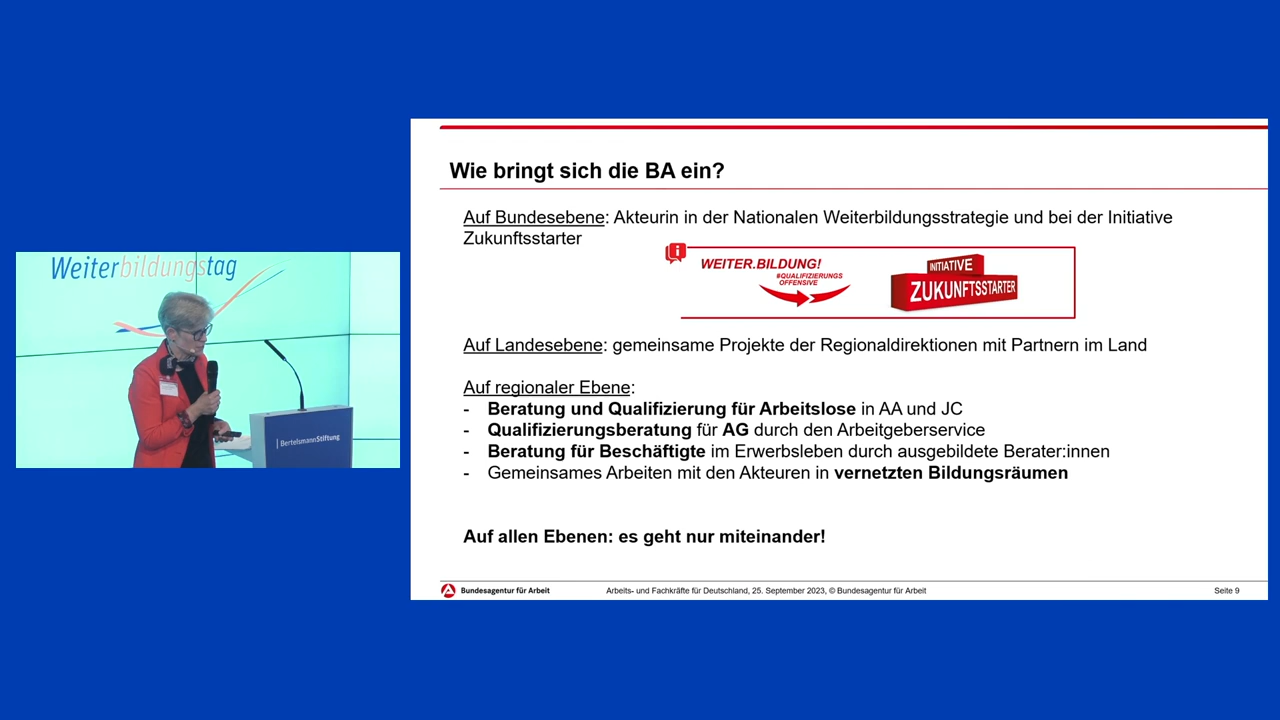 Weiterbildungstag
BertelsmannStiftung
Wie bringt sich die BA ein?
Auf Bundesebene: Akteurin in der Nationalen Weiterbildungsstrategie und bei der Initiative
Zukunftsstarter
WEITER.BILDUNG!
#QUALIFIZIERUNGS
OFFENSIVE
INITIATIVE
ZUKUNFTSSTARTER
Auf Landesebene: gemeinsame Projekte der Regionaldirektionen mit Partnern im Land
Auf regionaler Ebene:
- Beratung und Qualifizierung für Arbeitslose in AA und JC
- Qualifizierungsberatung für AG durch den Arbeitgeberservice
- Beratung für Beschäftigte im Erwerbsleben durch ausgebildete Berater:innen
- Gemeinsames Arbeiten mit den Akteuren in vernetzten Bildungsräumen
Auf allen Ebenen: es geht nur miteinander!
Bundesagentur für Arbeit
Arbeits- und Fachkräfte für Deutschland, 25. September 2023, © Bundesagentur für Arbeit
Seite 9